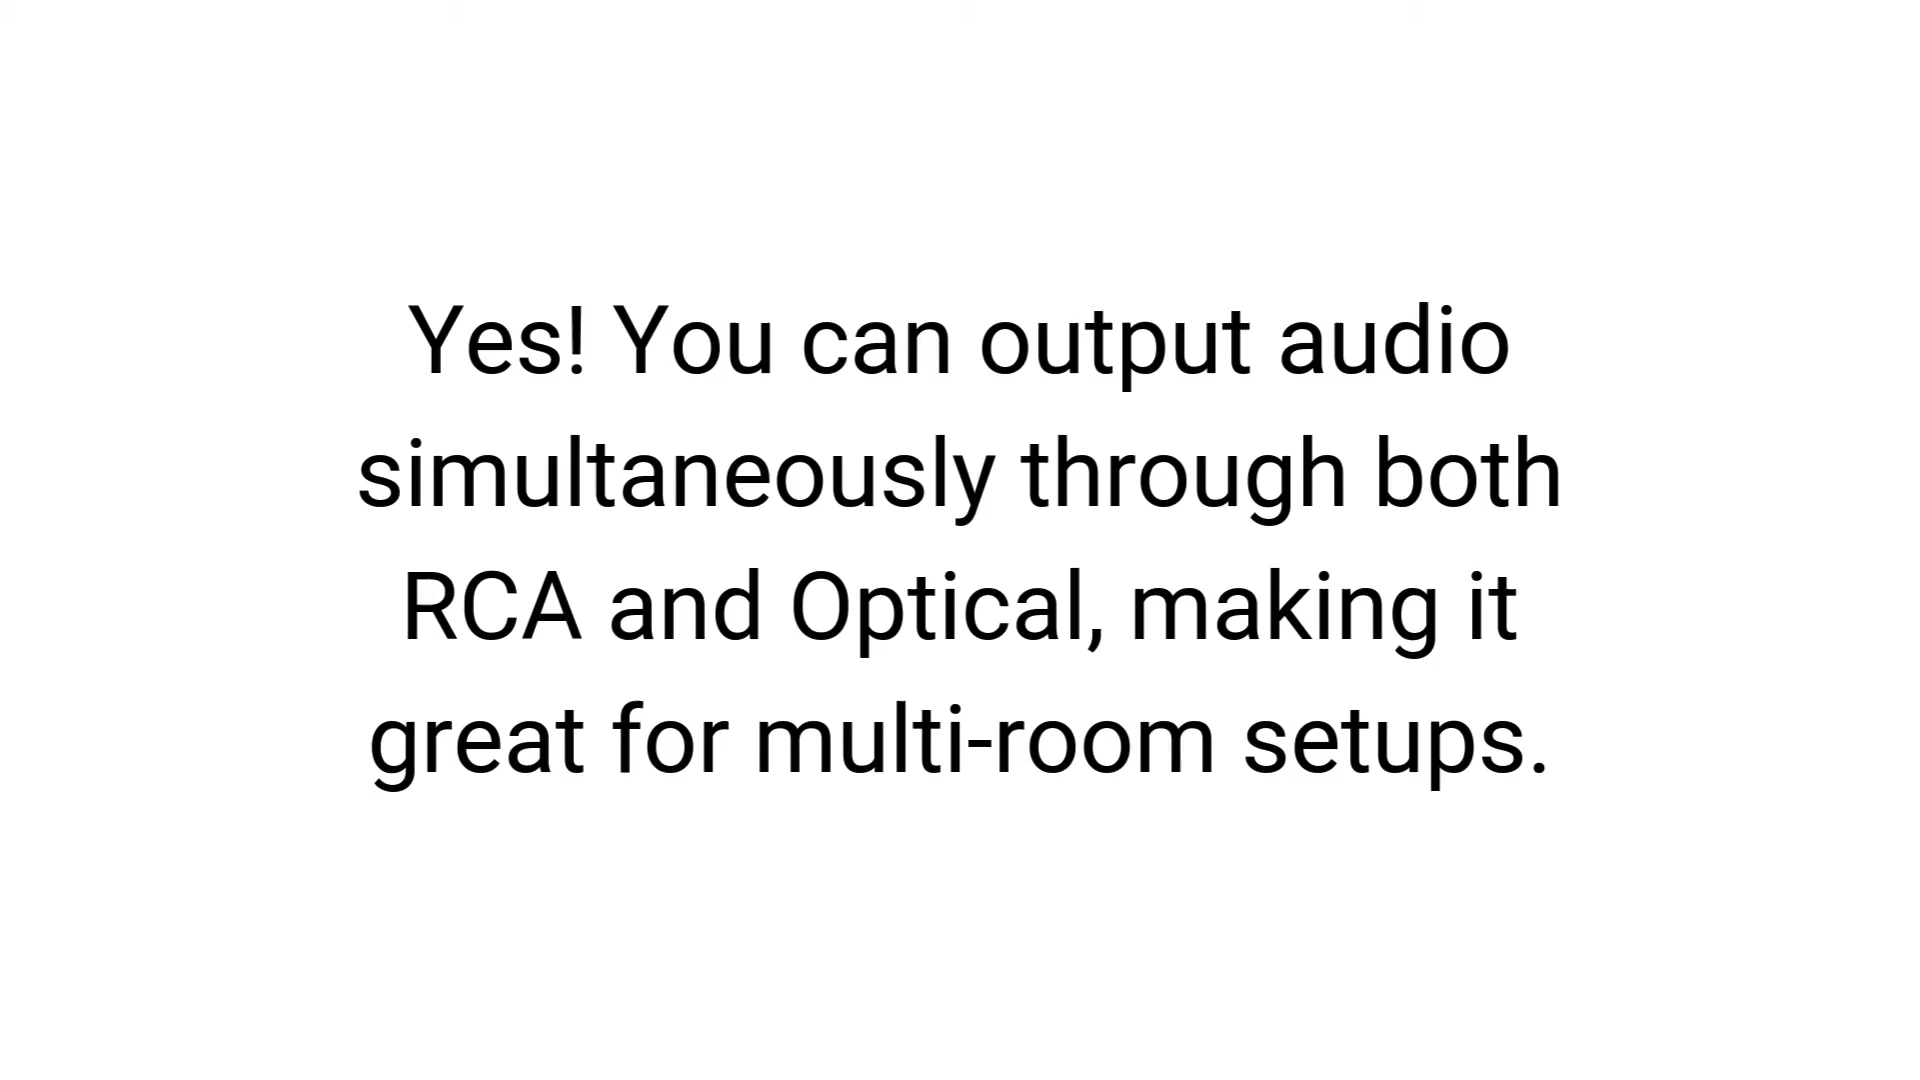 Yes! You can output audio
simultaneously through both
RCA and Optical, making it
great for multi-room setups.